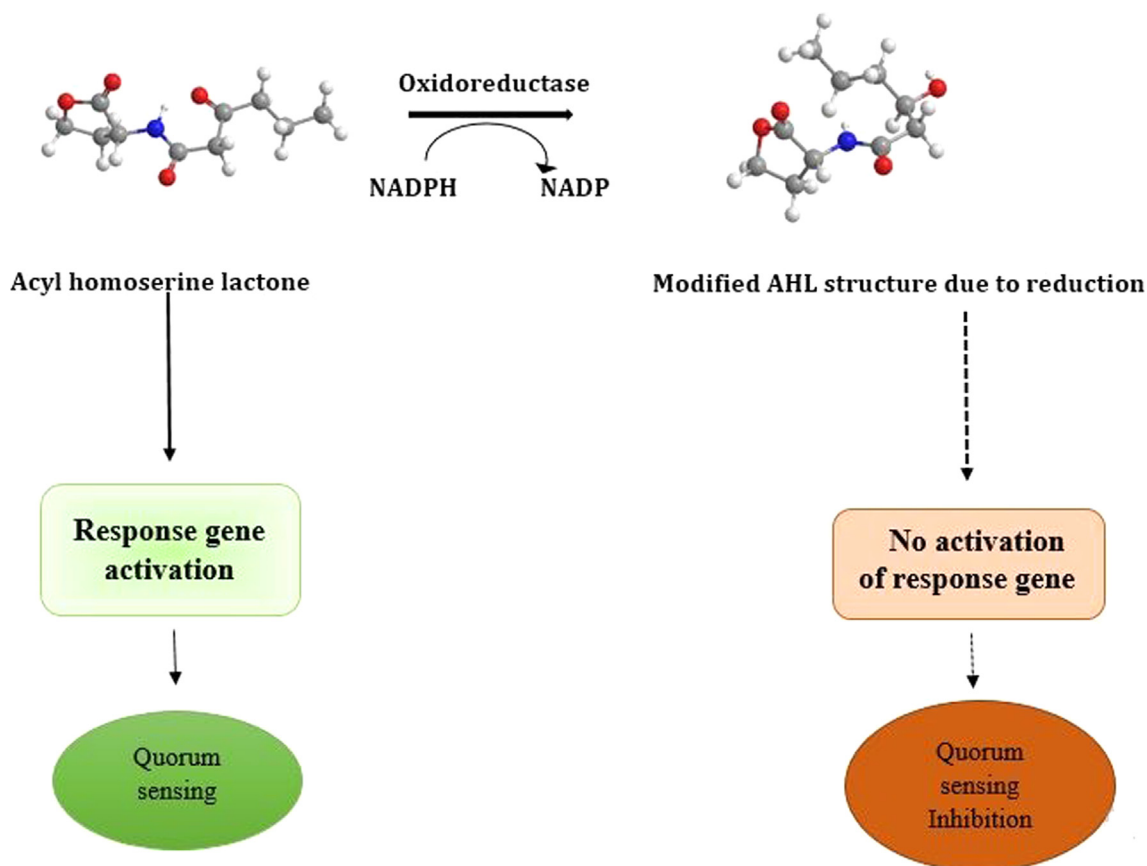 Oxidoreductase
NADPH
NADP
Acyl homoserine lactone
Modified AHL structure due to reduction
Response gene
activation
No activation
of response gene
Quorum
sensing
Quorum
sensing
Inhibition